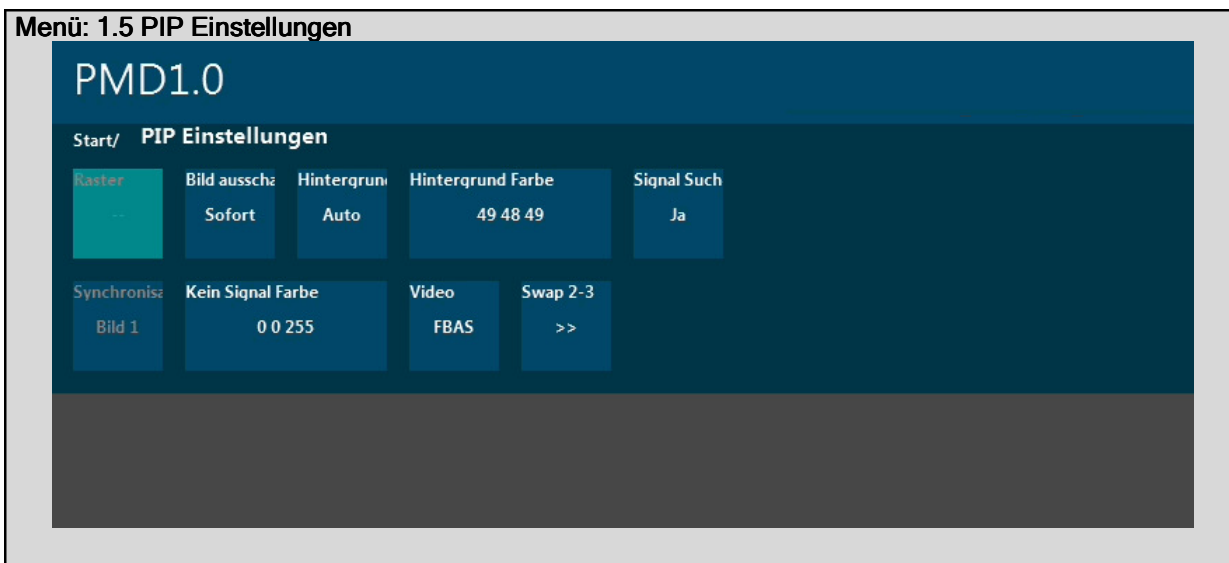 Menü: 1.5 PIP Einstellungen
PMD1.0
Start/ PIP Einstellungen
Raster Bild ausscha Hintergrun Hintergrund Farbe Signal Such
-- Sofort Auto 49 48 49 Ja
Synchronisa Kein Signal Farbe Video Swap 2-3
Bild 1 0 0 255 FBAS >>